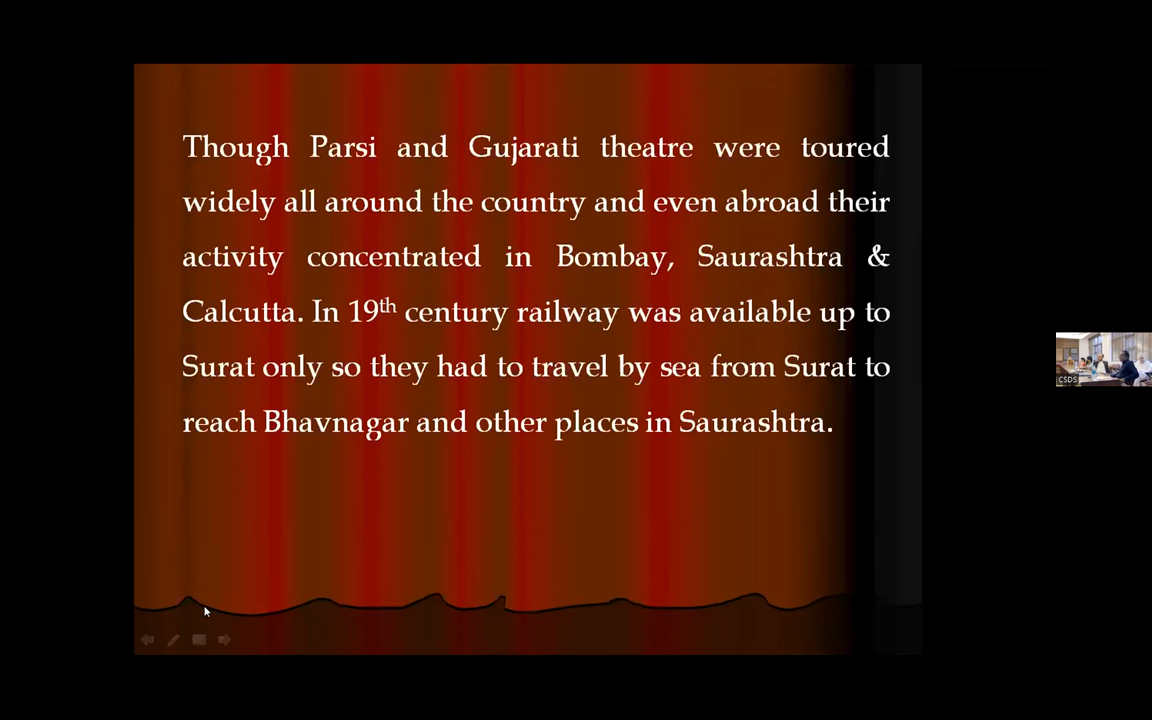 Though Parsi and Gujarati theatre were toured
widely all around the country and even abroad their
activity concentrated in Bombay, Saurashtra &
Calcutta. In 19th century railway was available up to
Surat only so they had to travel by sea from Surat to
reach Bhavnagar and other places in Saurashtra.
CSDS